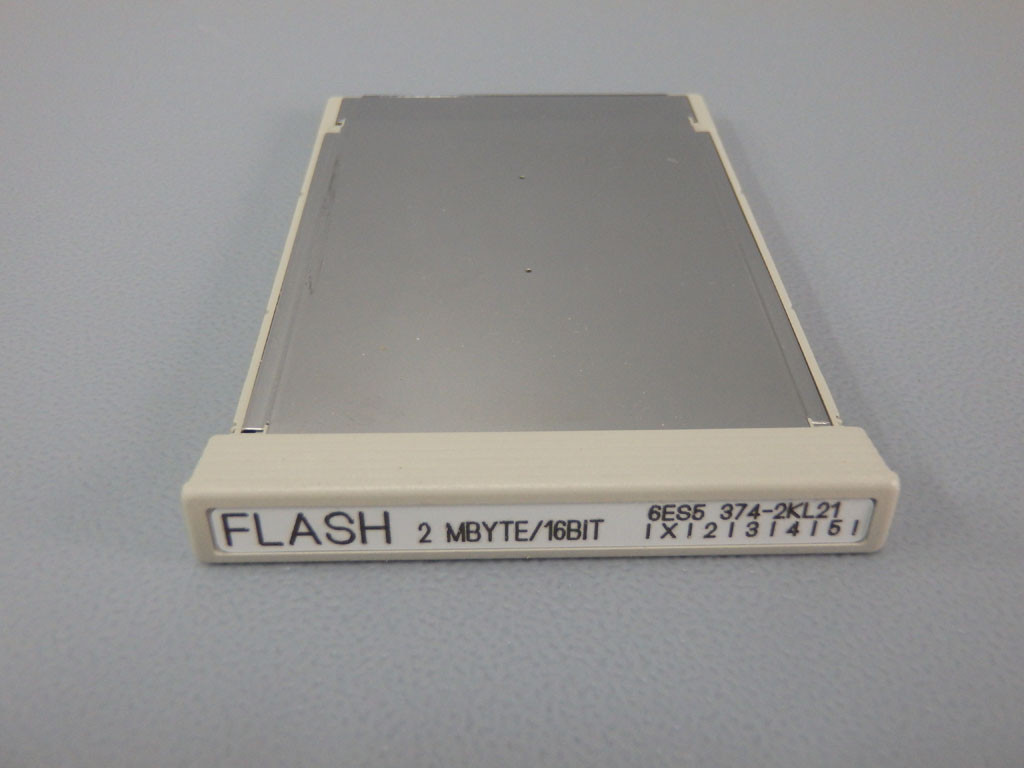 FLASH 2 MBYTE/16BIT 6ES5 374-2KL21
|X|2|3|4|5|